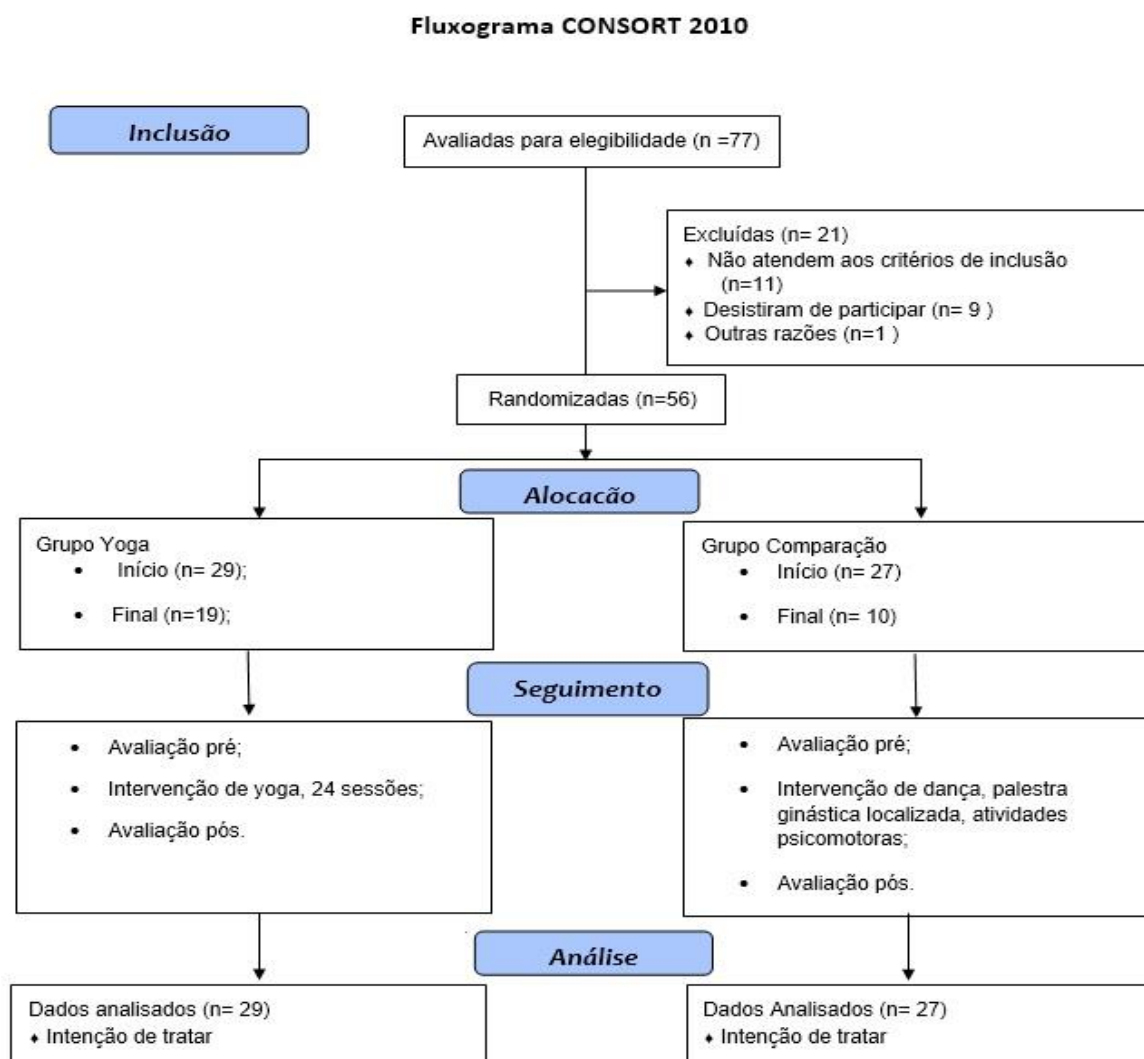 Fluxograma CONSORT 2010
Inclusão
Avaliadas para elegibilidade (n =77)
Excluídas (n= 21)
♦ Não atendem aos critérios de inclusão
(n=11)
♦ Desistiram de participar (n= 9 )
♦ Outras razões (n=1 )
Randomizadas (n=56)
Alocacão
Grupo Yoga
• Início (n= 29);
• Final (n=19);
Grupo Comparação
• Início (n= 27)
• Final (n= 10)
Seguimento
• Avaliação pré;
• Intervenção de yoga, 24 sessões;
• Avaliação pós.
• Avaliação pré;
• Intervenção de dança, palestra
ginástica localizada, atividades
psicomotoras;
• Avaliação pós.
Análise
Dados analisados (n= 29)
♦ Intenção de tratar
Dados Analisados (n= 27)
♦ Intenção de tratar